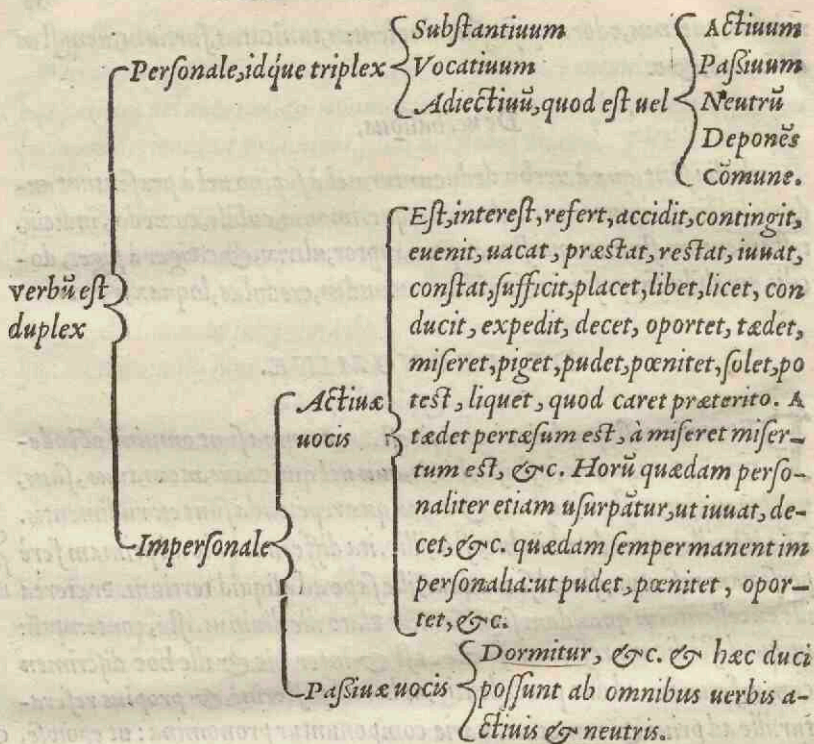 verbũ est
duplex
Personale, idq́ue triplex
Substantiuum
Vocatiuum
Adiectiuũ, quod est uel
Actiuum
Passiuum
Neutrũ
Deponẽs
Cõmune.
Impersonale
Actiuæ
uocis
Est, interest, refert, accidit, contingit,
euenit, uacat, præstat, restat, iuuat,
constat, sufficit, placet, libet, licet, con
ducit, expedit, decet, oportet, tædet,
miseret, piget, pudet, pœnitet, solet, po
test, liquet, quod caret præterito. A
tædet pertæsum est, à miseret miser-
tum est, &c. Horũ quædam perso-
naliter etiam usurpãtur, ut iuuat, de-
cet, &c. quædam semper manent im
personalia: ut pudet, pœnitet, opor-
tet, &c.
Passiuæ uocis
Dormitur, &c. & hæc duci
possunt ab omnibus uerbis a-
ctiuis & neutris.